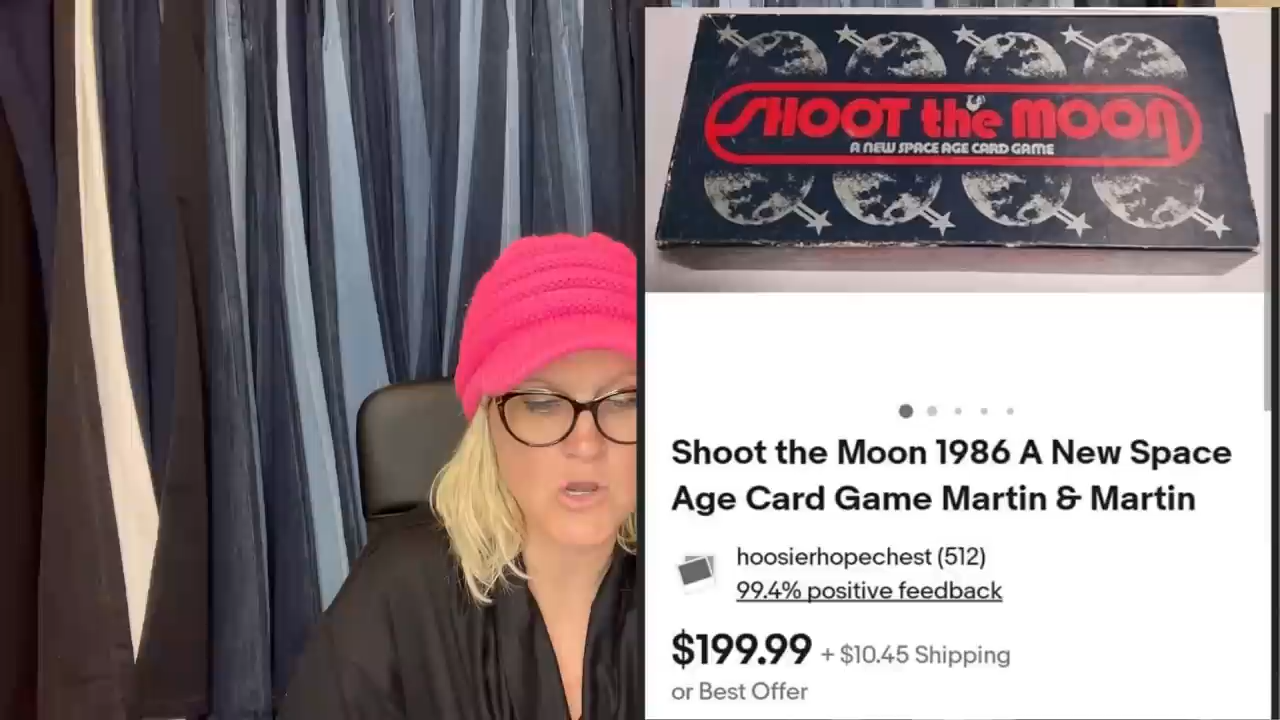 SHOOT the MOON
A NEW SPACE AGE CARD GAME
Shoot the Moon 1986 A New Space
Age Card Game Martin & Martin
hoosierhopechest (512)
99.4% positive feedback
$199.99 + $10.45 Shipping
or Best Offer